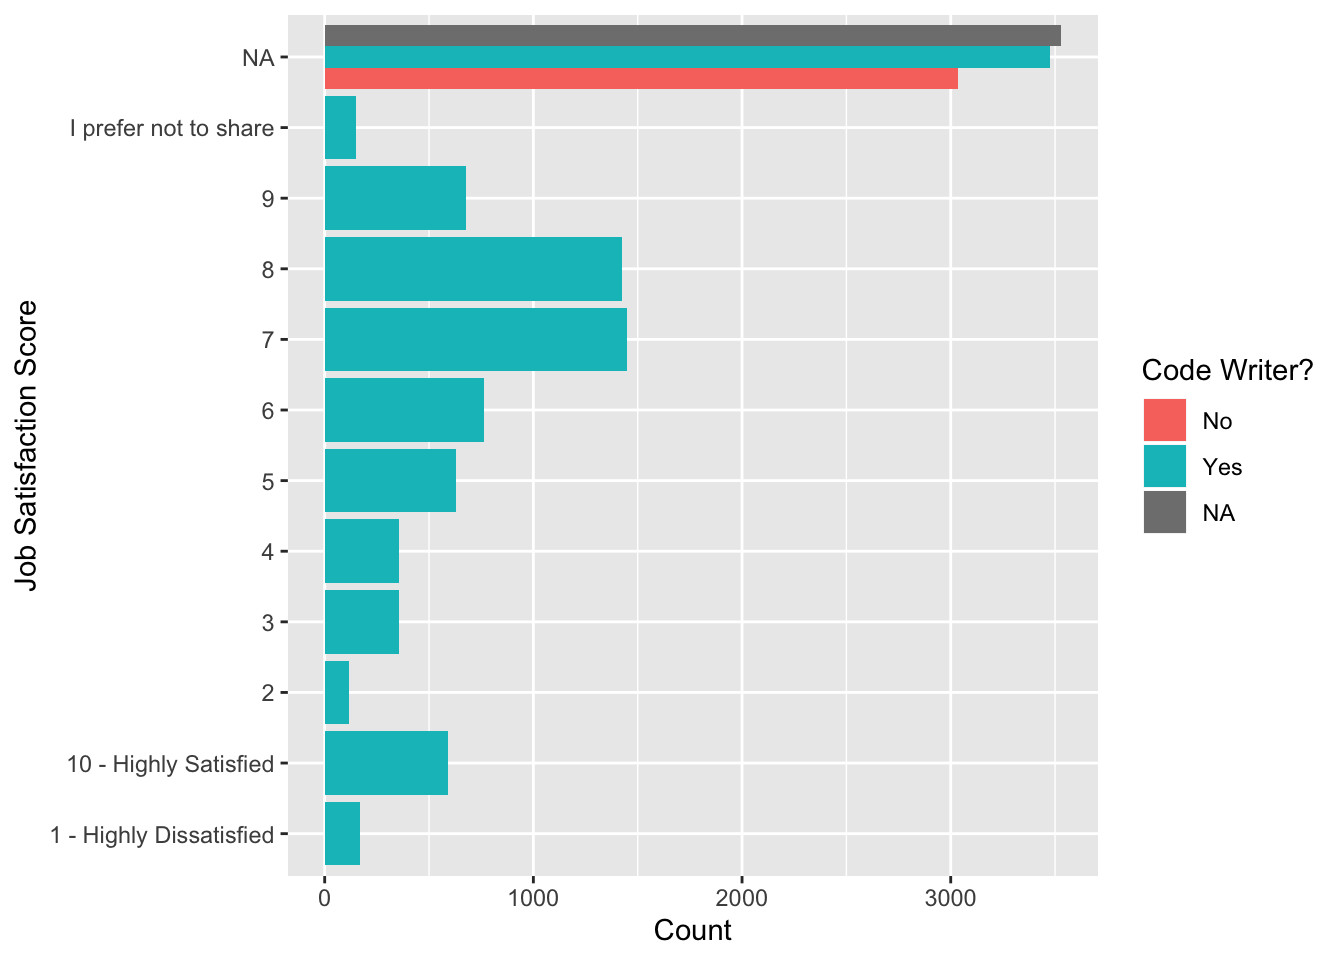 NA
I prefer not to share
9
8
7
6
5
4
3
2
10 - Highly Satisfied
1 - Highly Dissatisfied
Job Satisfaction Score
0 1000 2000 3000
Count
Code Writer?
No
Yes
NA